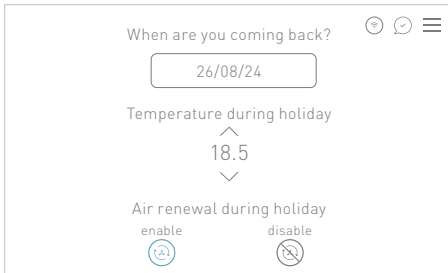 When are you coming back?
26/08/24
Temperature during holiday
18.5
Air renewal during holiday
enable disable